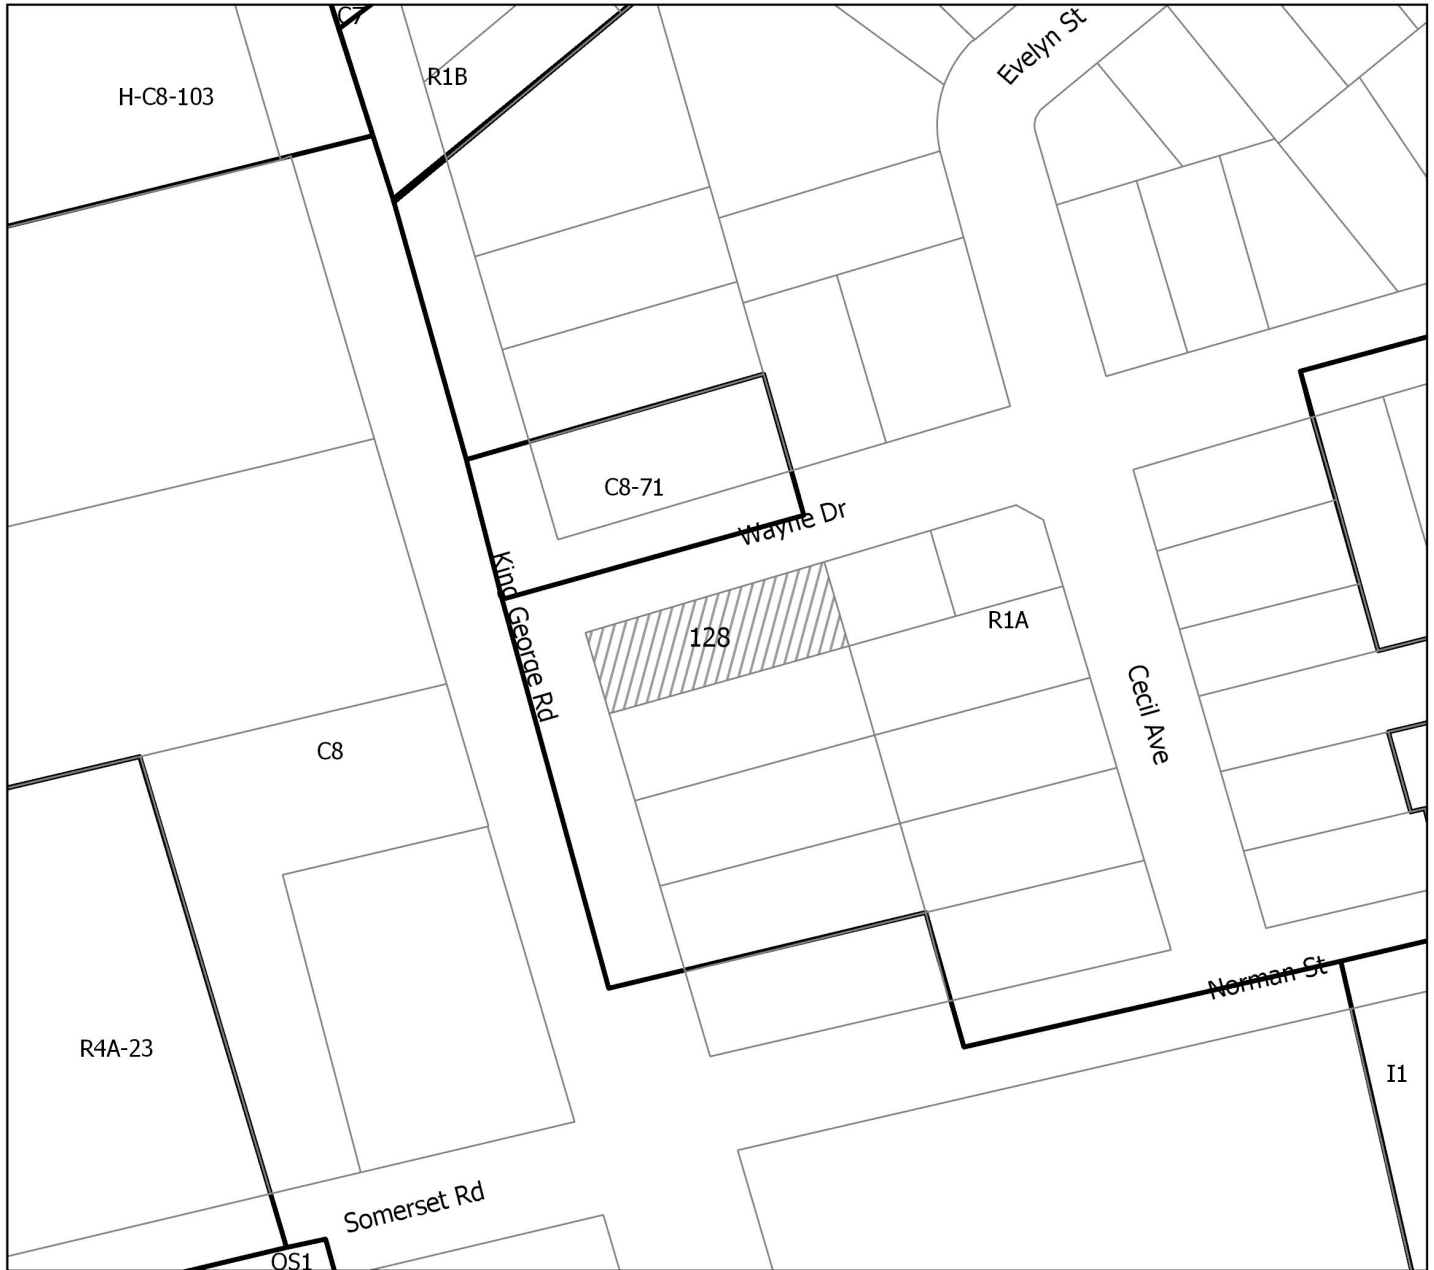 C7
Evelyn St
R1B
H-C8-103
C8-71
Wayne Dr
King George Rd
128
R1A
Cecil Ave
C8
Norman St
R4A-23
I1
Somerset Rd
OS1